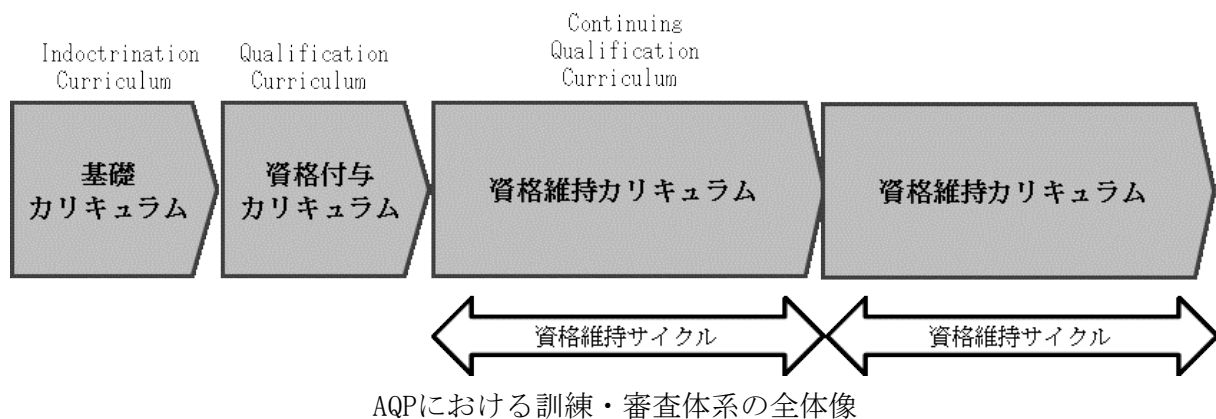 Indoctrination
Curriculum
Qualification
Curriculum
Continuing
Qualification
Curriculum
基礎
カリキュラム
資格付与
カリキュラム
資格維持カリキュラム
資格維持カリキュラム
資格維持サイクル
資格維持サイクル
AQPにおける訓練・審査体系の全体像